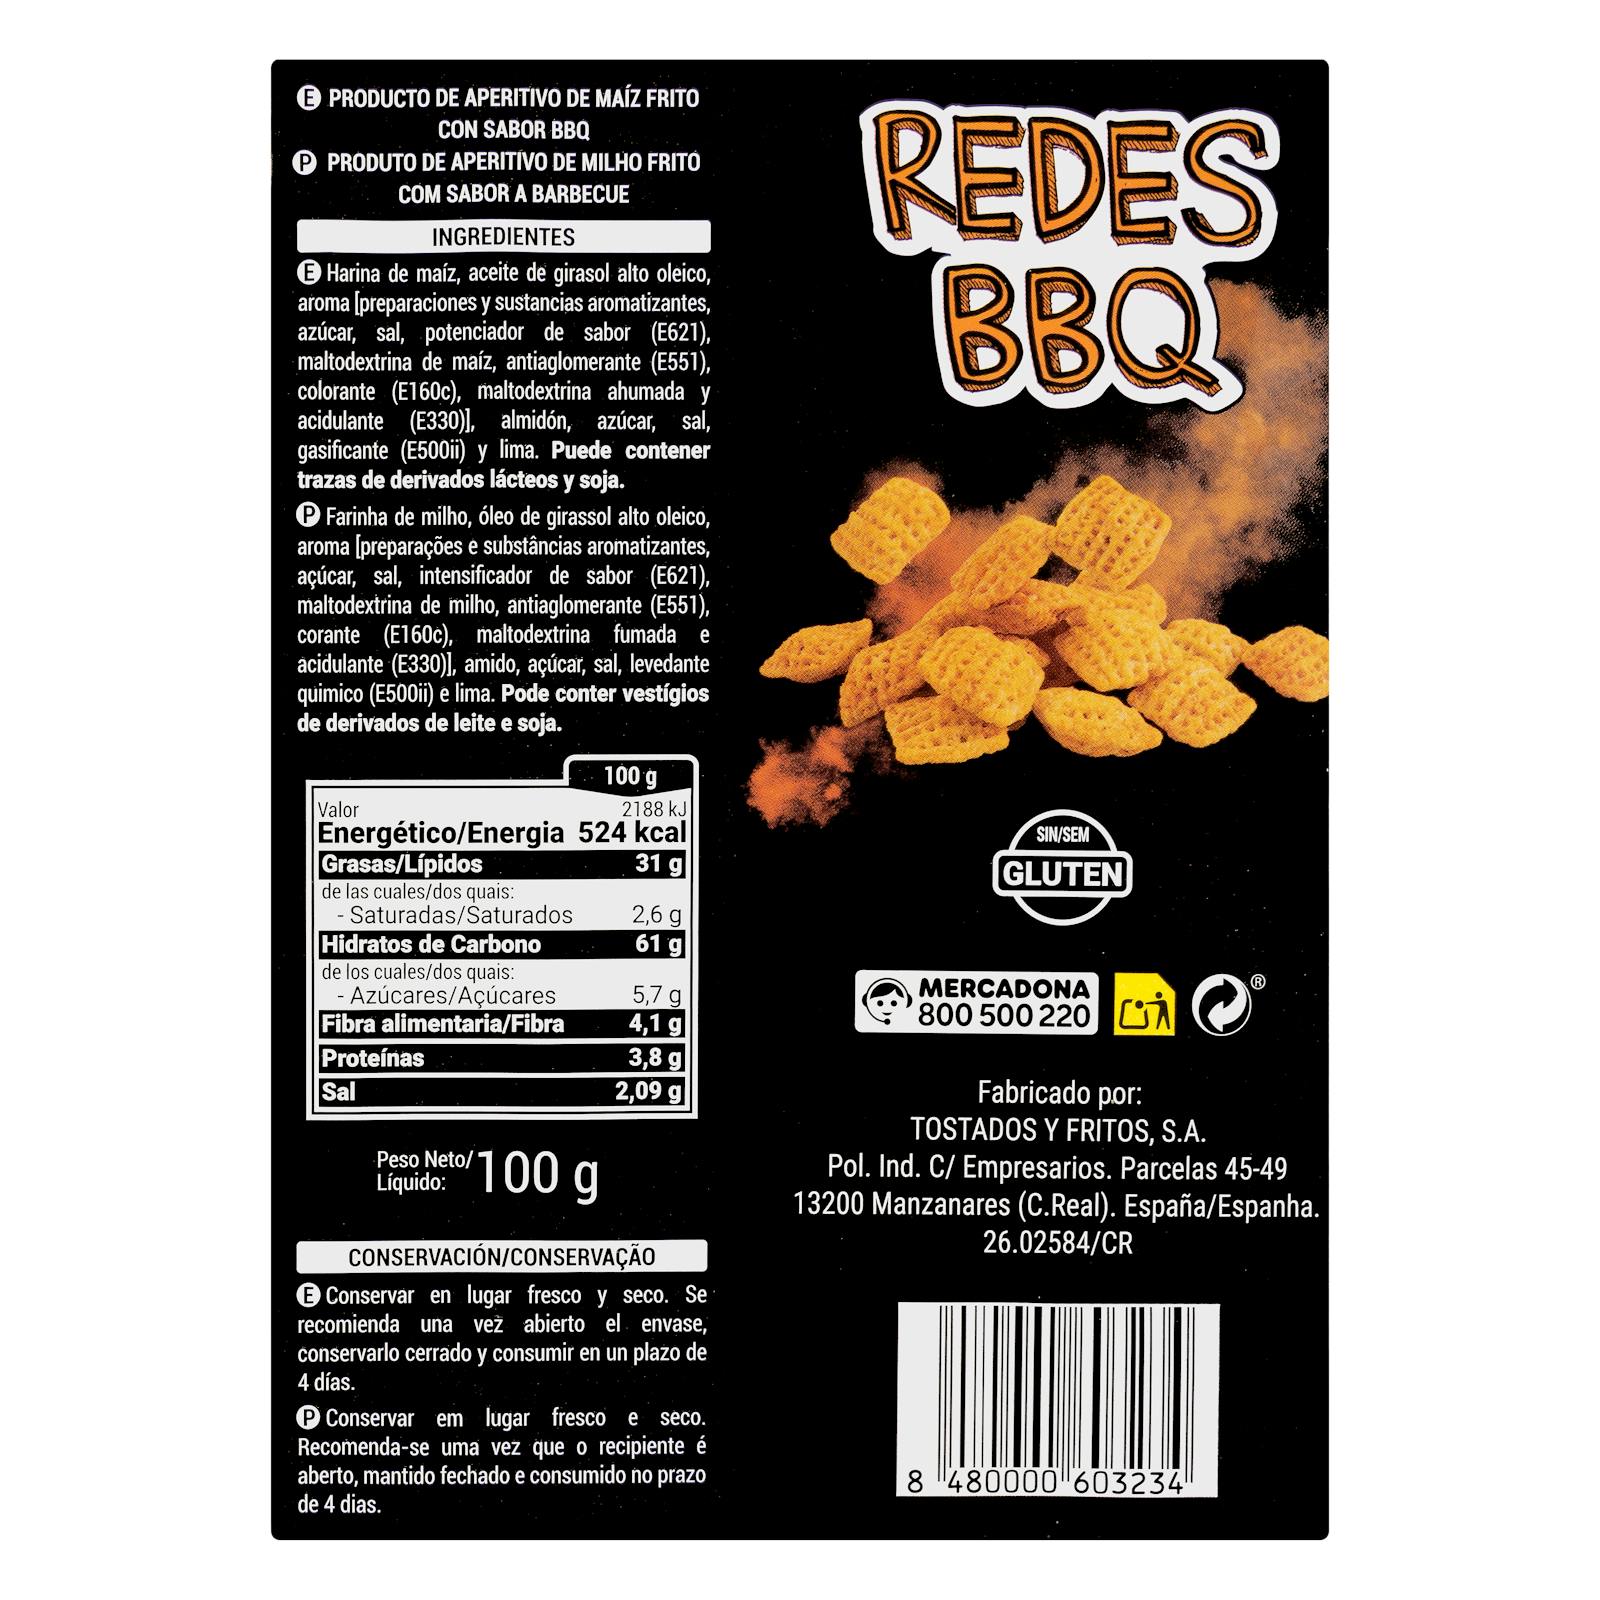 E PRODUCTO DE APERITIVO DE MAÍZ FRITO
CON SABOR BBQ
P PRODUTO DE APERITIVO DE MILHO FRITO
COM SABOR A BARBECUE
INGREDIENTES
E Harina de maíz, aceite de girasol alto oleico,
aroma [preparaciones y sustancias aromatizantes,
azúcar, sal, potenciador de sabor (E621),
maltodextrina de maíz, antiaglomerante (E551),
colorante (E160c), maltodextrina ahumada y
acidulante (E330)], almidón, azúcar, sal,
gasificante (E500ii) y lima. Puede contener
trazas de derivados lácteos y soja.
P Farinha de milho, óleo de girassol alto oleico,
aroma [preparações e substâncias aromatizantes,
açúcar, sal, intensificador de sabor (E621),
maltodextrina de milho, antiaglomerante (E551),
corante (E160c), maltodextrina fumada e
acidulante (E330)], amido, açúcar, sal, levedante
quimico (E500ii) e lima. Pode conter vestígios
de derivados de leite e soja.
100 g
Valor 2188 kJ
Energético/Energia 524 kcal
Grasas/Lípidos 31 g
de las cuales/dos quais:
- Saturadas/Saturados 2,6 g
Hidratos de Carbono 61 g
de los cuales/dos quais:
- Azúcares/Açúcares 5,7 g
Fibra alimentaria/Fibra 4,1 g
Proteínas 3,8 g
Sal 2,09 g
Peso Neto/
Líquido: 100 g
CONSERVACIÓN/CONSERVAÇÃO
E Conservar en lugar fresco y seco. Se
recomienda una vez abierto el envase,
conservarlo cerrado y consumir en un plazo de
4 días.
P Conservar em lugar fresco e seco.
Recomenda-se uma vez que o recipiente é
aberto, mantido fechado e consumido no prazo
de 4 dias.
REDES
BBQ
SIN/SEM
GLUTEN
MERCADONA
800 500 220
®
Fabricado por:
TOSTADOS Y FRITOS, S.A.
Pol. Ind. C/ Empresarios. Parcelas 45-49
13200 Manzanares (C.Real). España/Espanha.
26.02584/CR
8 480000 603234